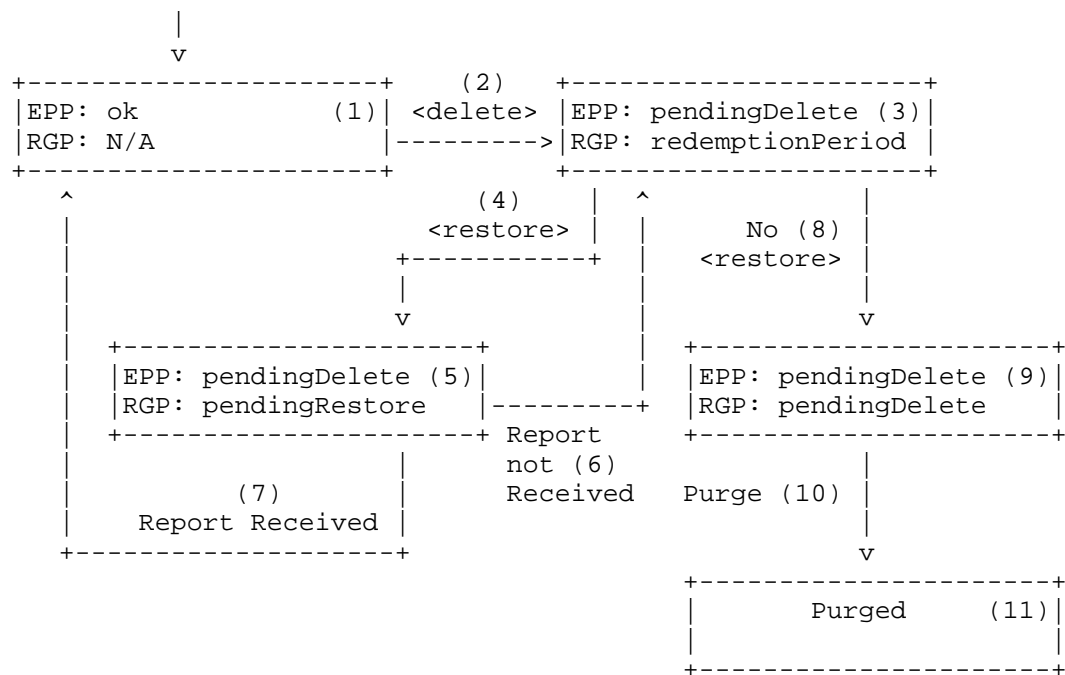 (2)
EPP: ok (1) <delete> EPP: pendingDelete (3)
RGP: N/A RGP: redemptionPeriod
(4)
<restore> No (8)
<restore>
EPP: pendingDelete (5) EPP: pendingDelete (9)
RGP: pendingRestore RGP: pendingDelete
Report
not (6)
(7) Received Purge (10)
Report Received
Purged (11)